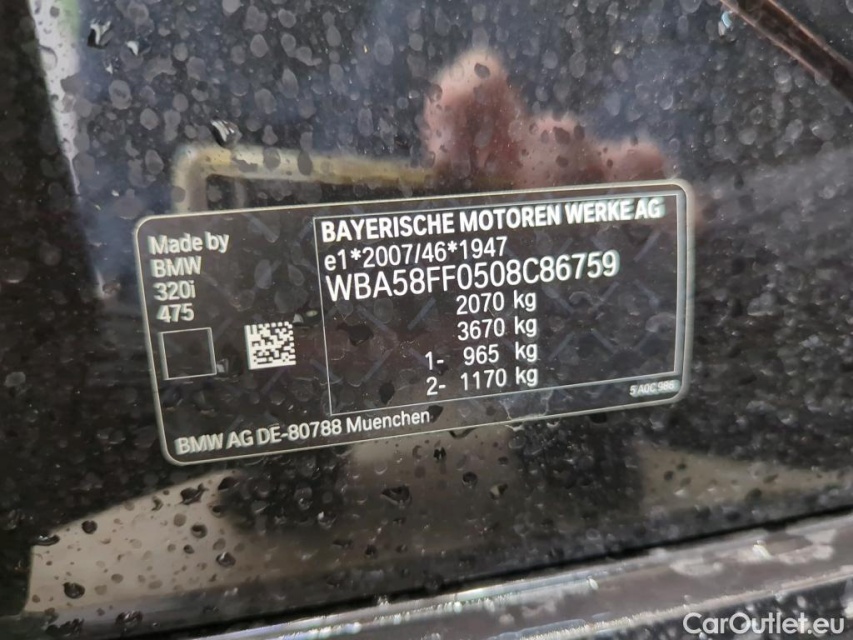 Made by
BMW
320i
475
BAYERISCHE MOTOREN WERKE AG
e1*2007/46*1947
WBA58FF0508C86759
2070 kg
3670 kg
1- 965 kg
2- 1170 kg
5 A0C 986
BMW AG DE-80788 Muenchen
CarOutlet.eu